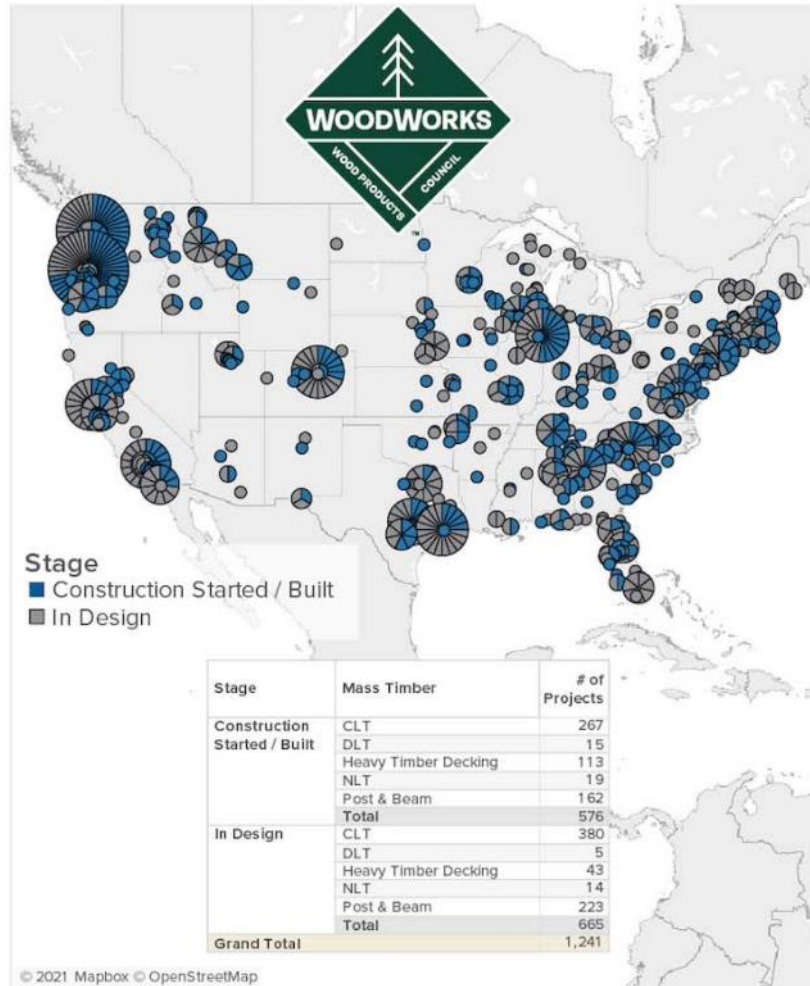 WOODWORKS
WOOD PRODUCTS
COUNCIL
™
Stage
Construction Started / Built
In Design
Stage Mass Timber # of Projects
Construction Started / Built CLT 267
DLT 15
Heavy Timber Decking 113
NLT 19
Post & Beam 162
Total 576
In Design CLT 380
DLT 5
Heavy Timber Decking 43
NLT 14
Post & Beam 223
Total 665
Grand Total 1,241
© 2021 Mapbox © OpenStreetMap